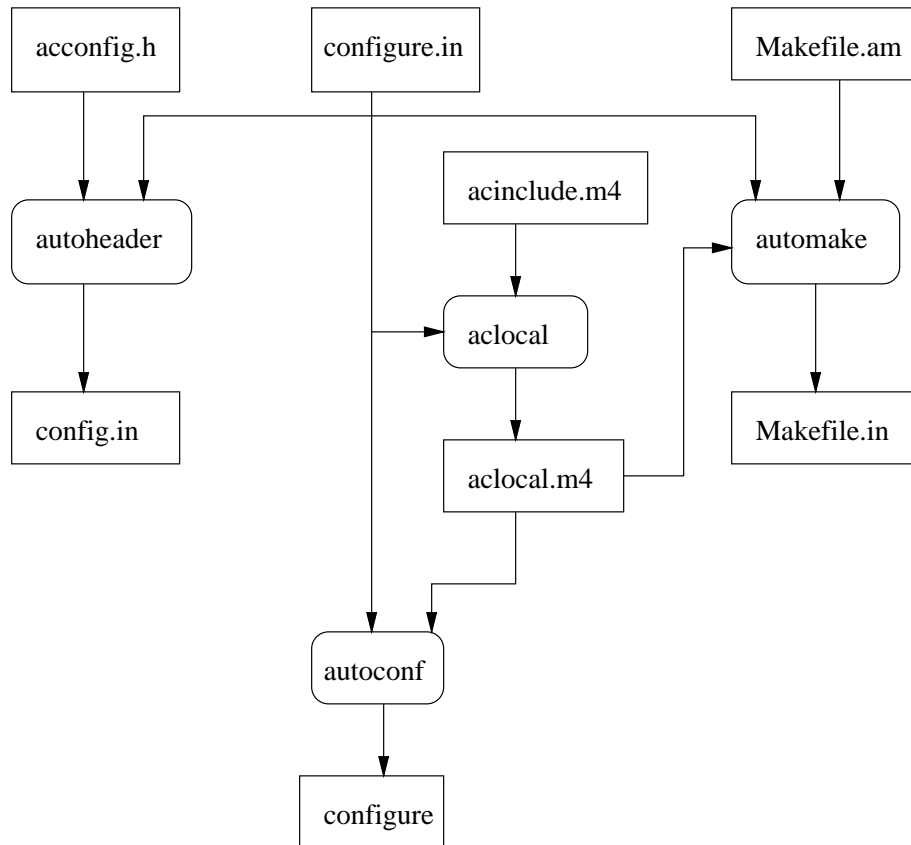 acconfig.h
configure.in
Makefile.am
acinclude.m4
autoheader
automake
aclocal
config.in
Makefile.in
aclocal.m4
autoconf
configure